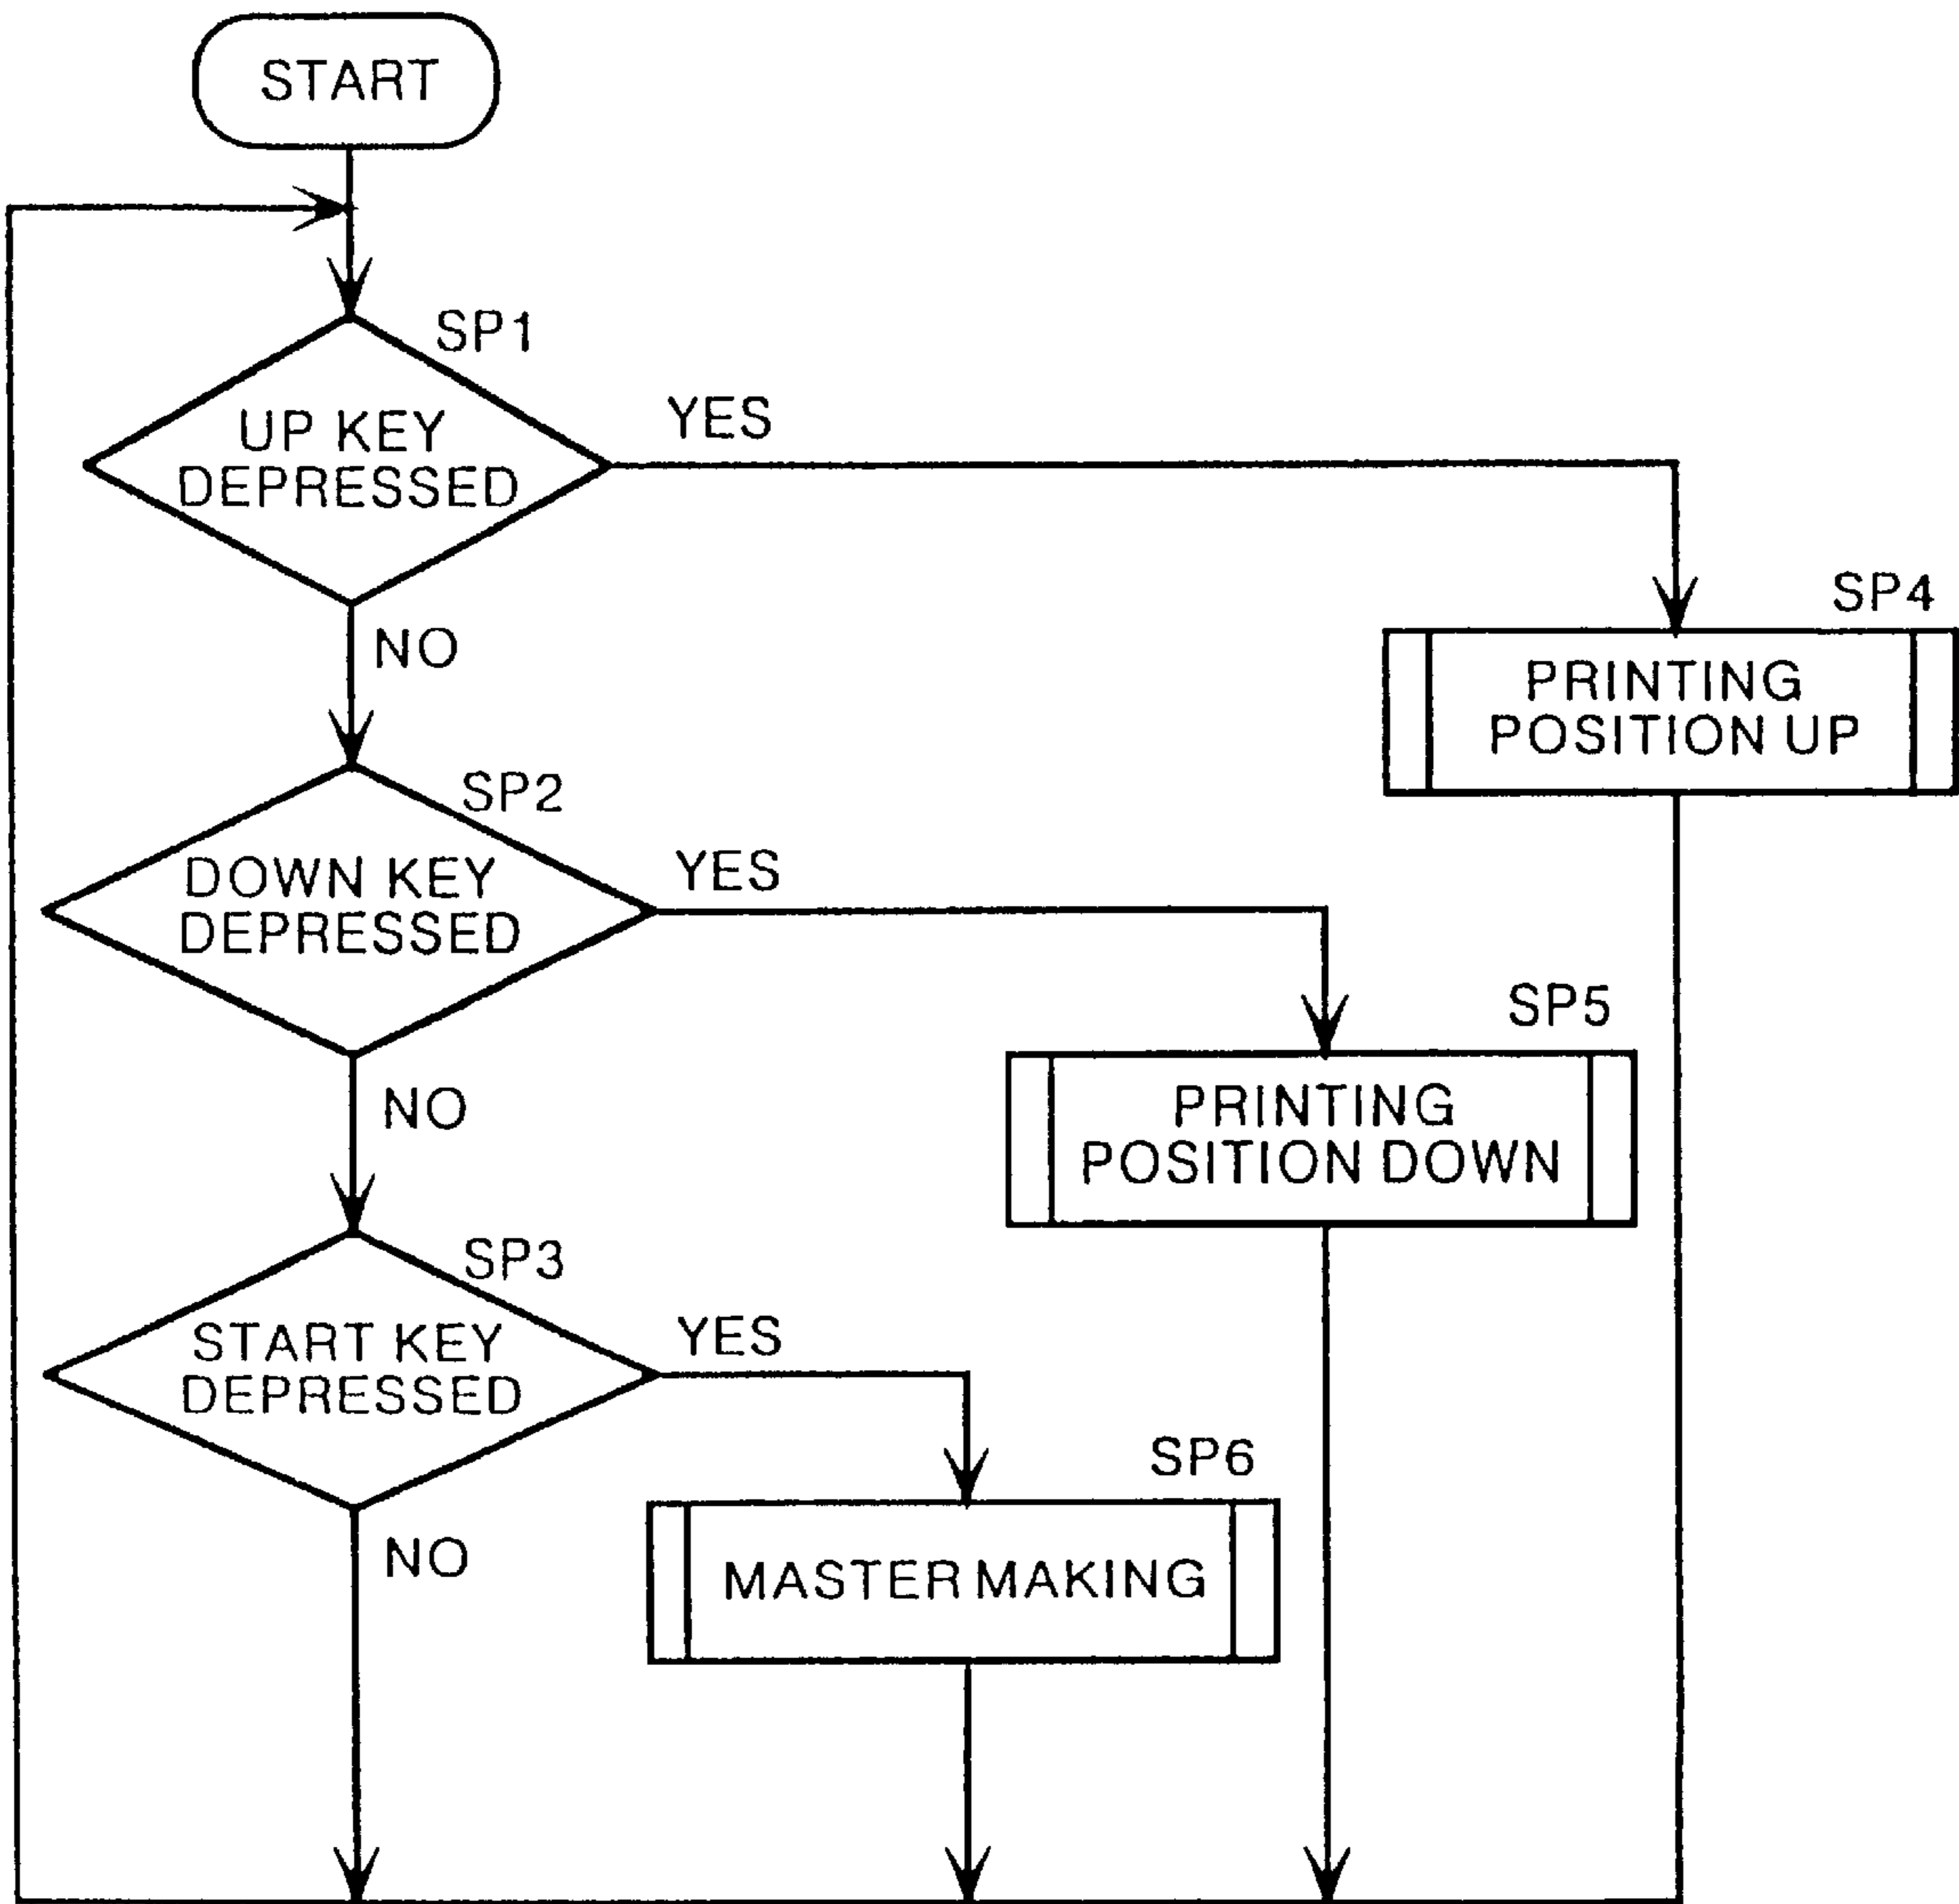 START
SP1
UP KEY
DEPRESSED
YES
NO
SP4
PRINTING
POSITION UP
SP2
DOWN KEY
DEPRESSED
YES
NO
SP5
PRINTING
POSITION DOWN
SP3
START KEY
DEPRESSED
YES
NO
SP6
MASTER MAKING